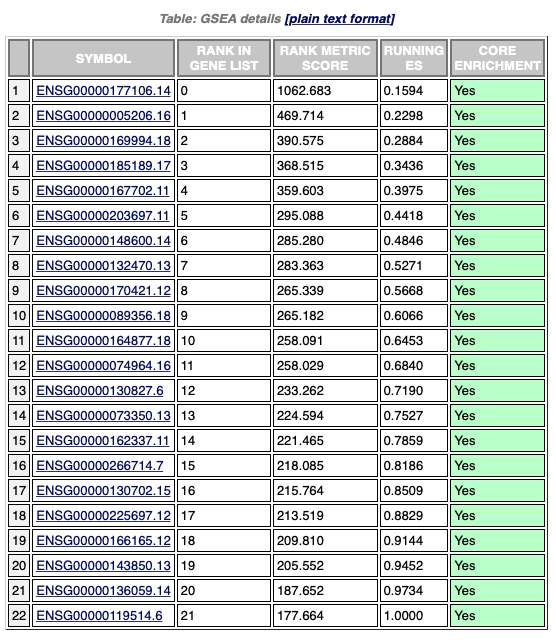 Table: GSEA details [plain text format]
SYMBOL RANK IN GENE LIST RANK METRIC SCORE RUNNING ES CORE ENRICHMENT
1 ENSG00000177106.14 0 1062.683 0.1594 Yes
2 ENSG00000005206.16 1 469.714 0.2298 Yes
3 ENSG00000169994.18 2 390.575 0.2884 Yes
4 ENSG00000185189.17 3 368.515 0.3436 Yes
5 ENSG00000167702.11 4 359.603 0.3975 Yes
6 ENSG00000203697.11 5 295.088 0.4418 Yes
7 ENSG00000148600.14 6 285.280 0.4846 Yes
8 ENSG00000132470.13 7 283.363 0.5271 Yes
9 ENSG00000170421.12 8 265.339 0.5668 Yes
10 ENSG00000089356.18 9 265.182 0.6066 Yes
11 ENSG00000164877.18 10 258.091 0.6453 Yes
12 ENSG00000074964.16 11 258.029 0.6840 Yes
13 ENSG00000130827.6 12 233.262 0.7190 Yes
14 ENSG00000073350.13 13 224.594 0.7527 Yes
15 ENSG00000162337.11 14 221.465 0.7859 Yes
16 ENSG00000266714.7 15 218.085 0.8186 Yes
17 ENSG00000130702.15 16 215.764 0.8509 Yes
18 ENSG00000225697.12 17 213.519 0.8829 Yes
19 ENSG00000166165.12 18 209.810 0.9144 Yes
20 ENSG00000143850.13 19 205.552 0.9452 Yes
21 ENSG00000136059.14 20 187.652 0.9734 Yes
22 ENSG00000119514.6 21 177.664 1.0000 Yes